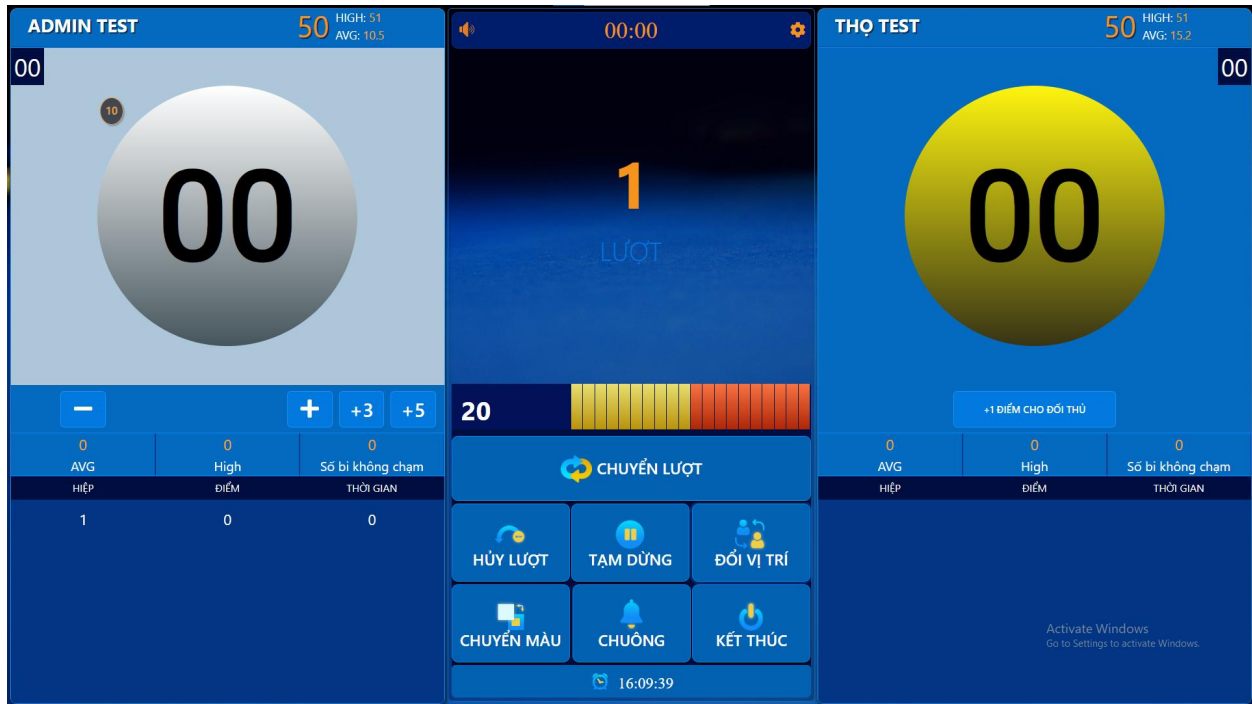 ADMIN TEST
50
HIGH: 51
AVG: 10.5
00
10
00
+3
+5
0
0
0
AVG
High
Số bi không chạm
HIỆP
ĐIỂM
THỜI GIAN
1
0
0
00:00
1
LƯỢT
20
CHUYỂN LƯỢT
HỦY LƯỢT
TẠM DỪNG
ĐỔI VỊ TRÍ
CHUYỂN MÀU
CHUÔNG
KẾT THÚC
16:09:39
THỌ TEST
50
HIGH: 51
AVG: 15.2
00
00
+1 ĐIỂM CHO ĐỐI THỦ
0
0
0
AVG
High
Số bi không chạm
HIỆP
ĐIỂM
THỜI GIAN
Activate Windows
Go to Settings to activate Windows.